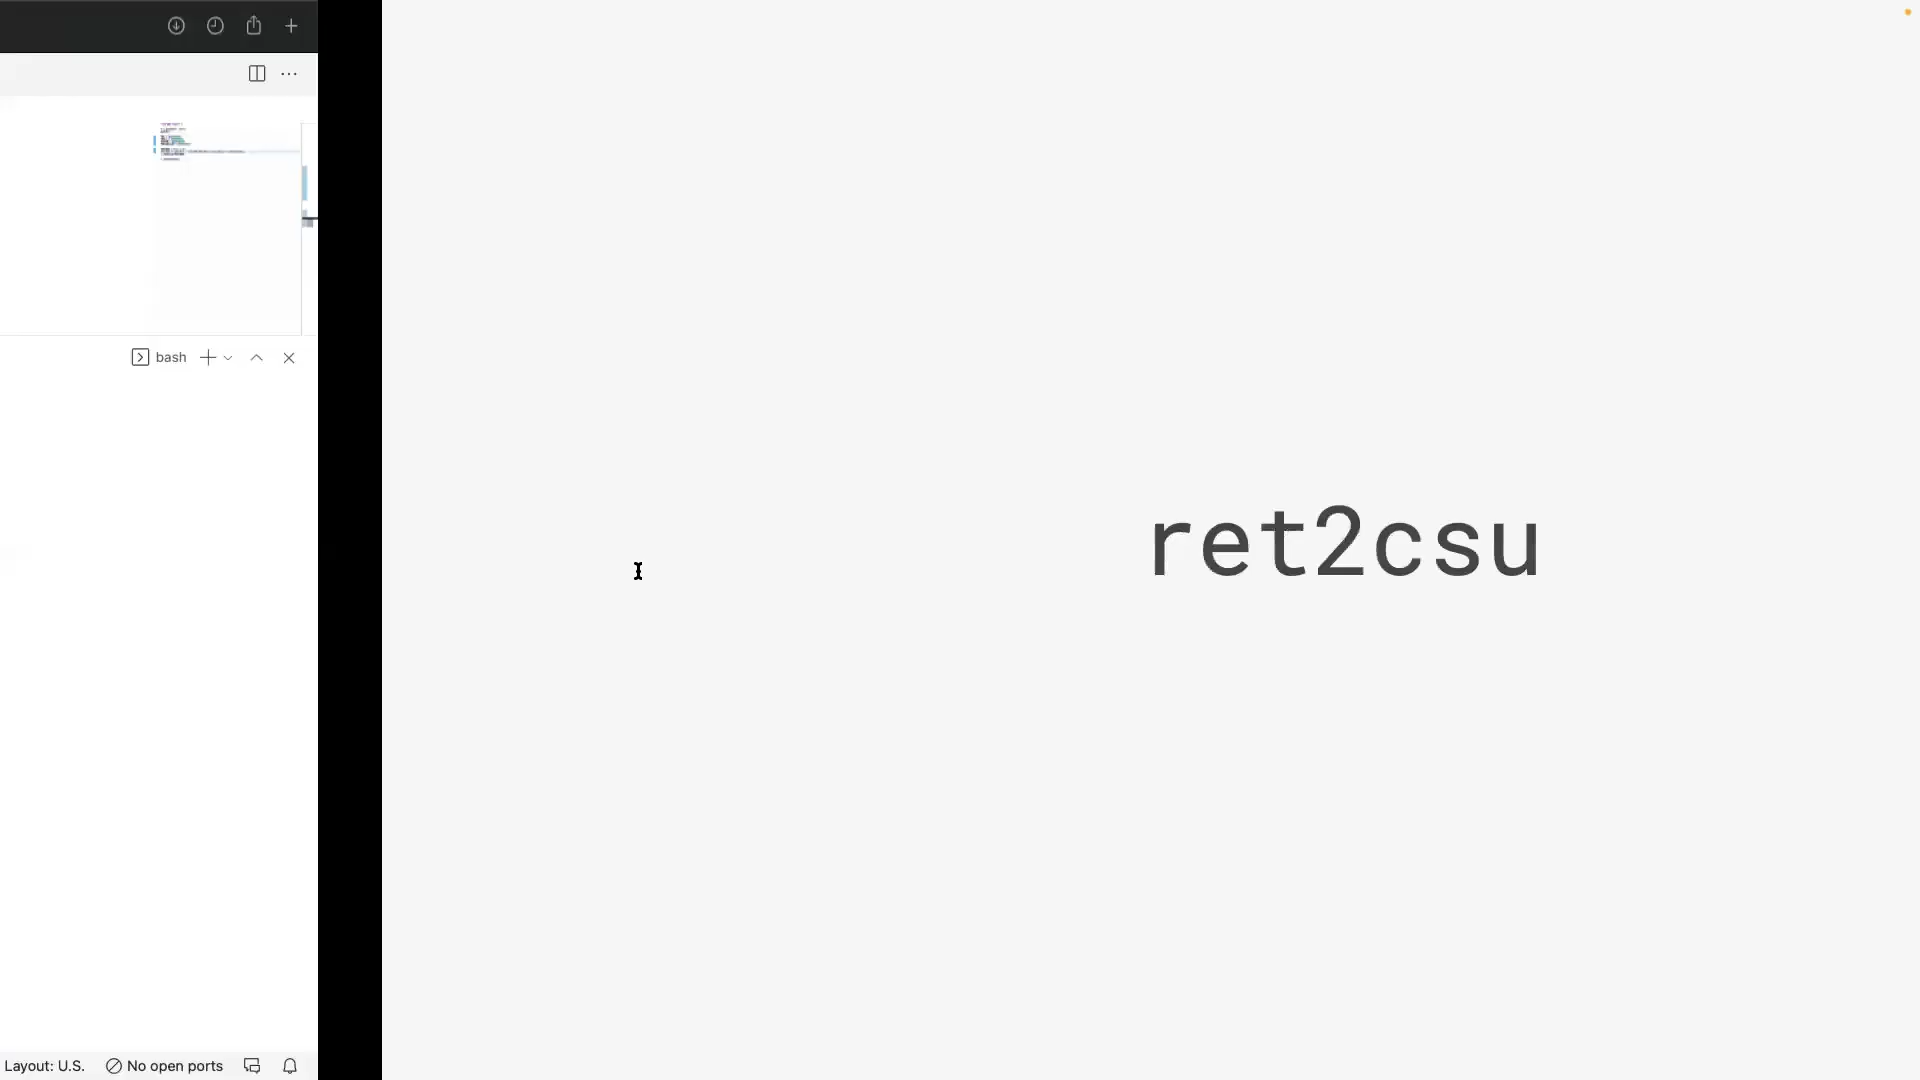 bash
ret2csu
Layout: U.S.
No open ports